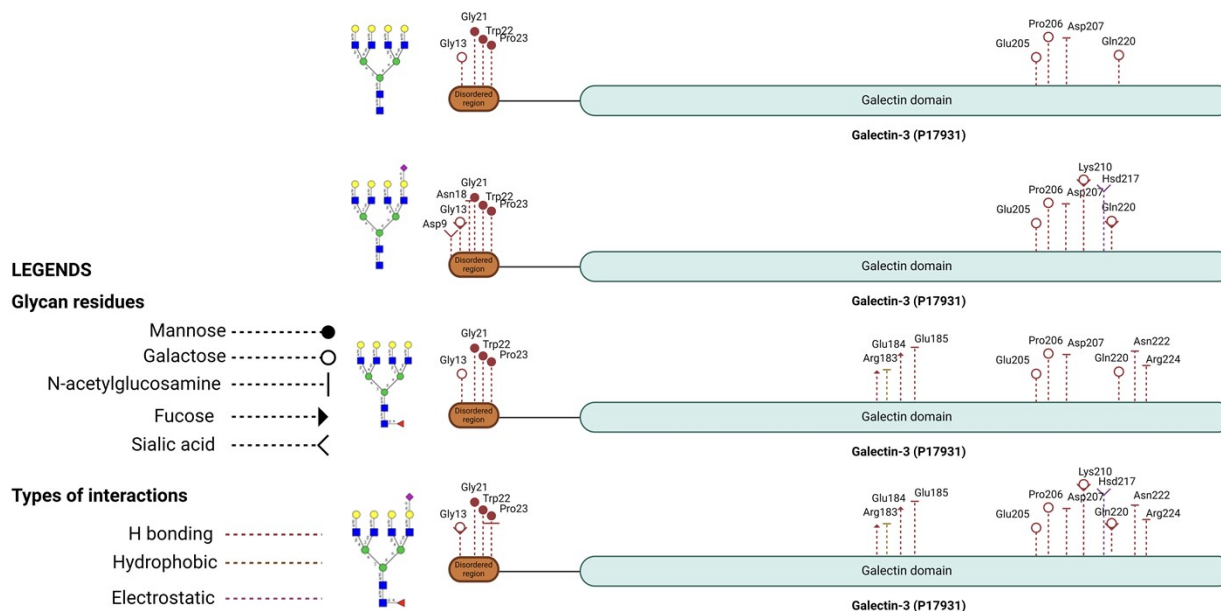 Gly21
Trp22
Pro23
Gly13
Pro206
Asp207
Glu205
Gln220
Disordered
region
Galectin domain
Galectin-3 (P17931)
Lys210
Gly21
Hsd217
Asn18
Trp22
Pro206
Asp207
Pro23
Gly13
Glu205
Gln220
Asp9
Disordered
region
Galectin domain
Galectin-3 (P17931)
LEGENDS
Glycan residues
Mannose
Galactose
N-acetylglucosamine
Fucose
Sialic acid
Gly21
Trp22
Pro23
Gly13
Glu184
Glu185
Arg183
Pro206
Asp207
Asn222
Glu205
Gln220
Arg224
Disordered
region
Galectin domain
Galectin-3 (P17931)
Types of interactions
H bonding
Hydrophobic
Electrostatic
Gly21
Trp22
Pro23
Gly13
Glu184
Glu185
Arg183
Lys210
Hsd217
Pro206
Asp207
Asn222
Glu205
Gln220
Arg224
Disordered
region
Galectin domain
Galectin-3 (P17931)